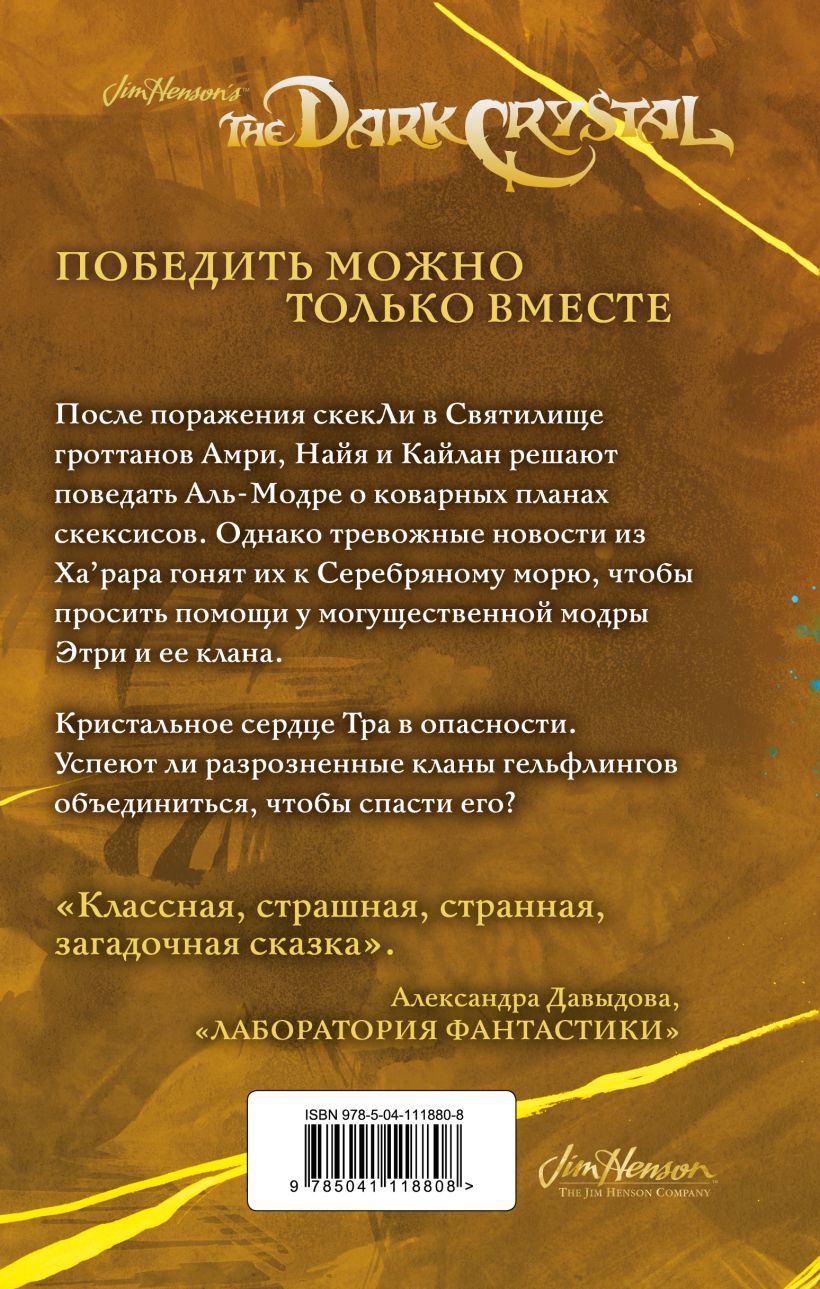 Jim Henson's™
THE DARK CRYSTAL
ПОБЕДИТЬ МОЖНО
ТОЛЬКО ВМЕСТЕ
После поражения скекЛи в Святилище
гроттанов Амри, Найя и Кайлан решают
поведать Аль-Модре о коварных планах
скексисов. Однако тревожные новости из
Ха’рара гонят их к Серебряному морю, чтобы
просить помощи у могущественной модры
Этри и ее клана.
Кристальное сердце Тра в опасности.
Успеют ли разрозненные кланы гельфлингов
объединиться, чтобы спасти его?
«Классная, страшная, странная,
загадочная сказка».
Александра Давыдова,
«ЛАБОРАТОРИЯ ФАНТАСТИКИ»
ISBN 978-5-04-111880-8
9 785041 118808 >
Jim Henson™
THE JIM HENSON COMPANY